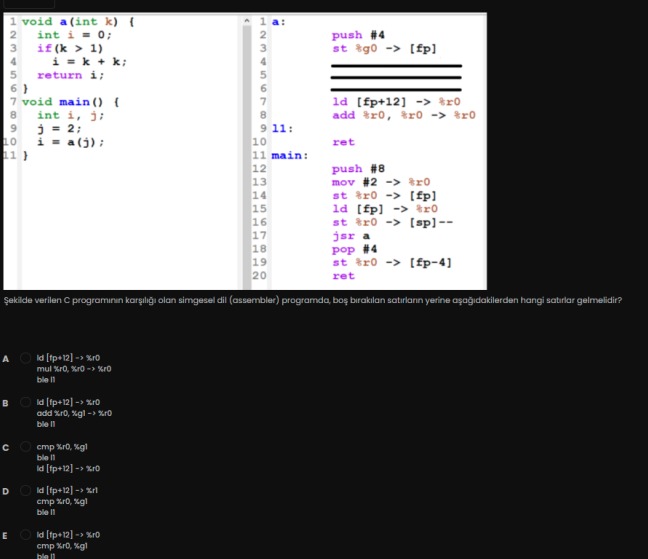 1 void a(int k) {
2 int i = 0;
3 if(k > 1)
4 i = k + k;
5 return i;
6 }
7 void main() {
8 int i, j;
9 j = 2;
10 i = a(j);
11 }
1 a:
2 push #4
3 st %g0 -> [fp]
4
5
6
7 ld [fp+12] -> %r0
8 add %r0, %r0 -> %r0
9 l1:
10 ret
11 main:
12 push #8
13 mov #2 -> %r0
14 st %r0 -> [fp]
15 ld [fp] -> %r0
16 st %r0 -> [sp]--
17 jsr a
18 pop #4
19 st %r0 -> [fp-4]
20 ret
Şekilde verilen C programının karşılığı olan simgesel dil (assembler) programda, boş bırakılan satırların yerine aşağıdakilerden hangi satırlar gelmelidir?
A
ld [fp+12] -> %r0
mul %r0, %r0 -> %r0
ble l1
B
ld [fp+12] -> %r0
add %r0, %g1 -> %r0
ble l1
C
cmp %r0, %g1
ble l1
ld [fp+12] -> %r0
D
ld [fp+12] -> %r1
cmp %r0, %g1
ble l1
E
ld [fp+12] -> %r0
cmp %r0, %g1
ble l1